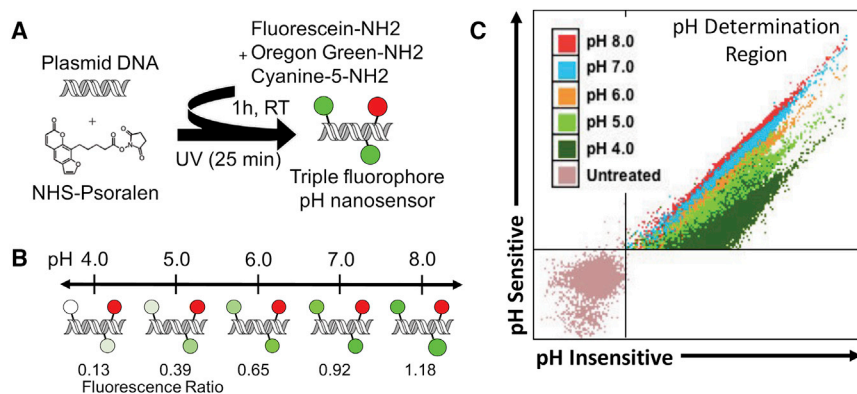 A
Plasmid DNA
+
NHS-Psoralen
Fluorescein-NH2
+ Oregon Green-NH2
Cyanine-5-NH2
1h, RT
UV (25 min)
Triple fluorophore
pH nanosensor
B
pH 4.0 5.0 6.0 7.0 8.0
0.13 0.39 0.65 0.92 1.18
Fluorescence Ratio
C
pH Determination
Region
pH 8.0
pH 7.0
pH 6.0
pH 5.0
pH 4.0
Untreated
pH Sensitive
pH Insensitive